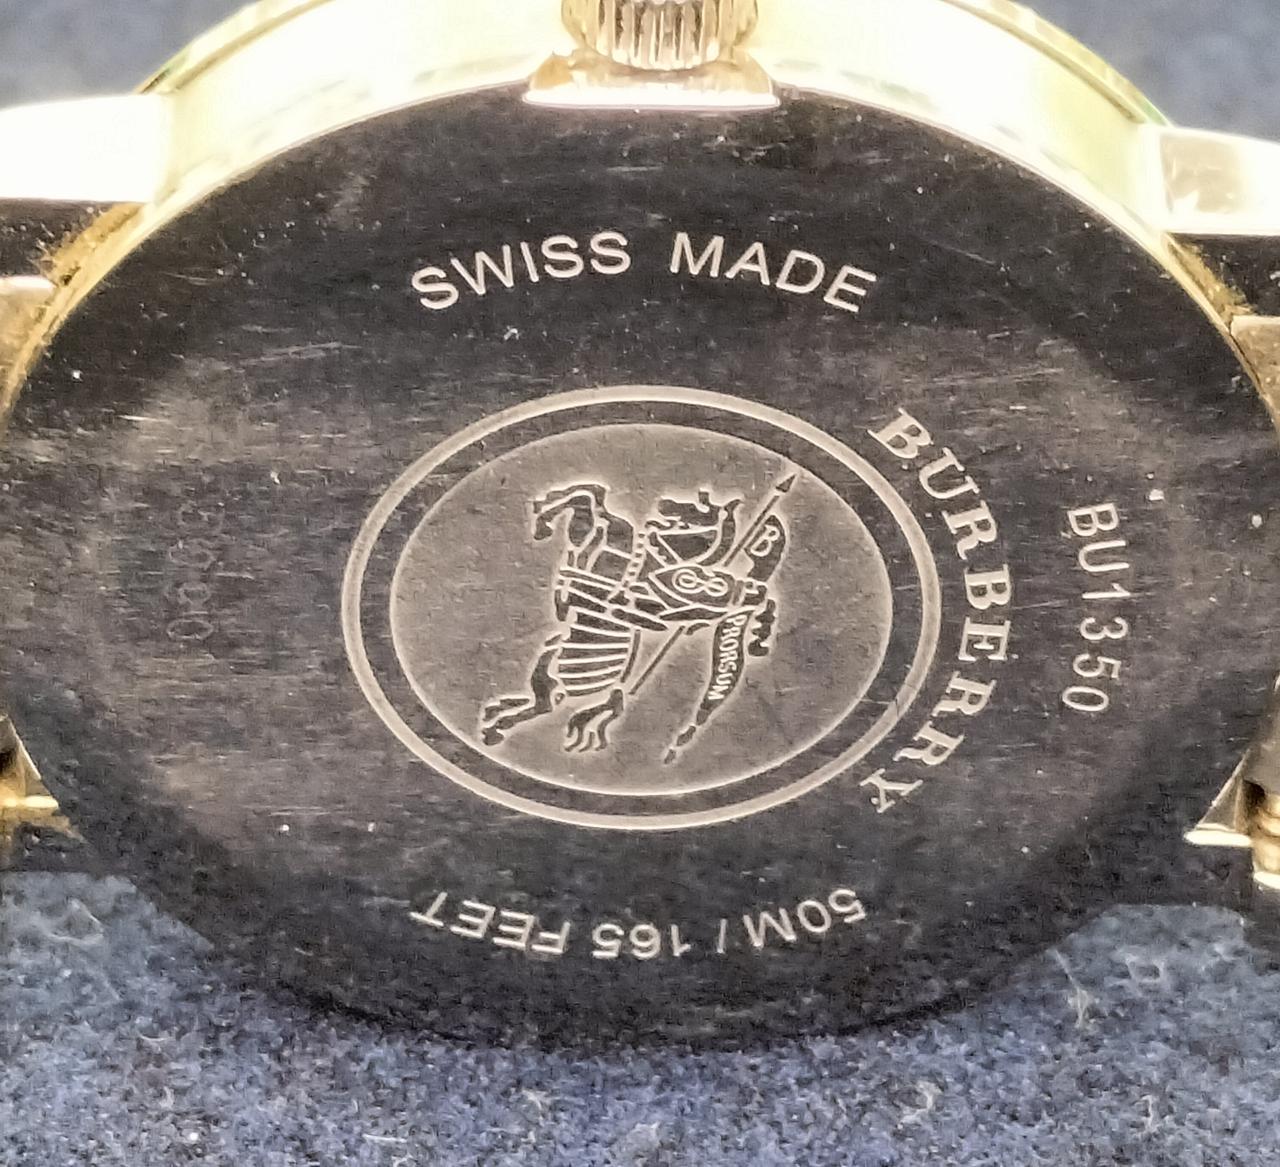 SWISS MADE
BURBERRY
BU1350
B
PRORSUM
50M / 165 FEET